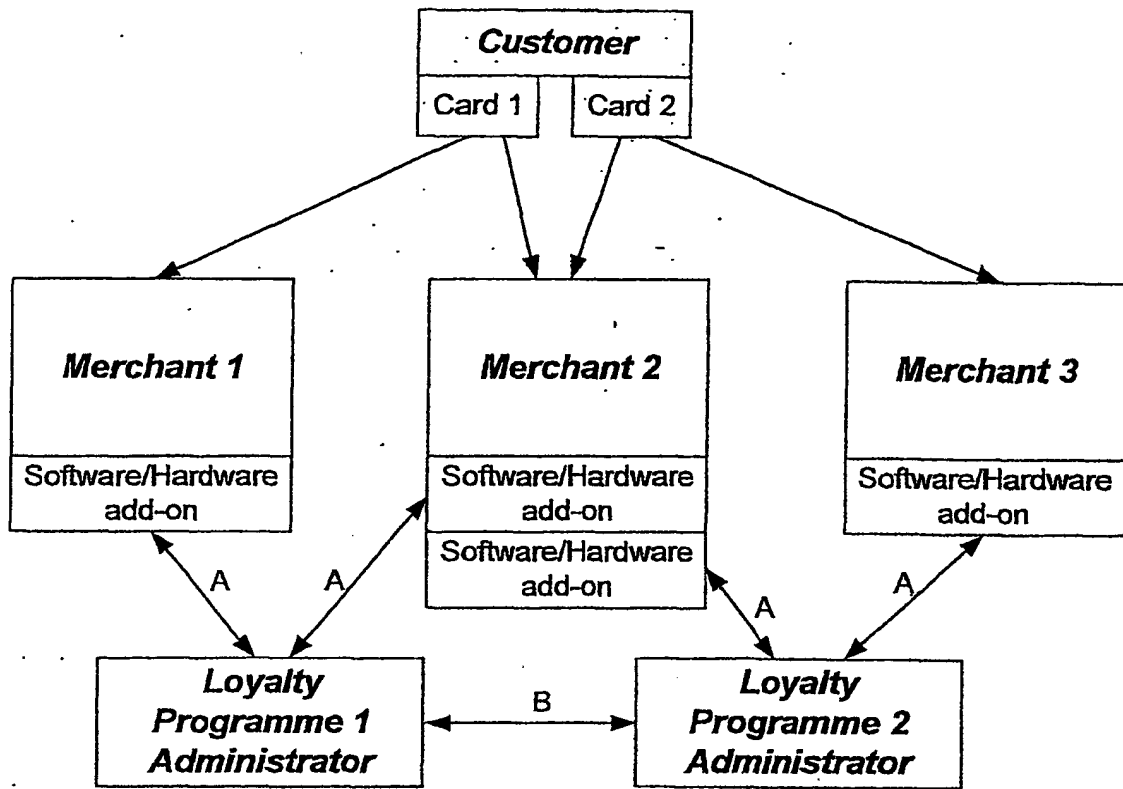 Customer
Card 1
Card 2
Merchant 1
Merchant 2
Merchant 3
Software/Hardware
add-on
Software/Hardware
add-on
Software/Hardware
add-on
Software/Hardware
add-on
A
A
A
A
Loyalty
Programme 1
Administrator
B
Loyalty
Programme 2
Administrator